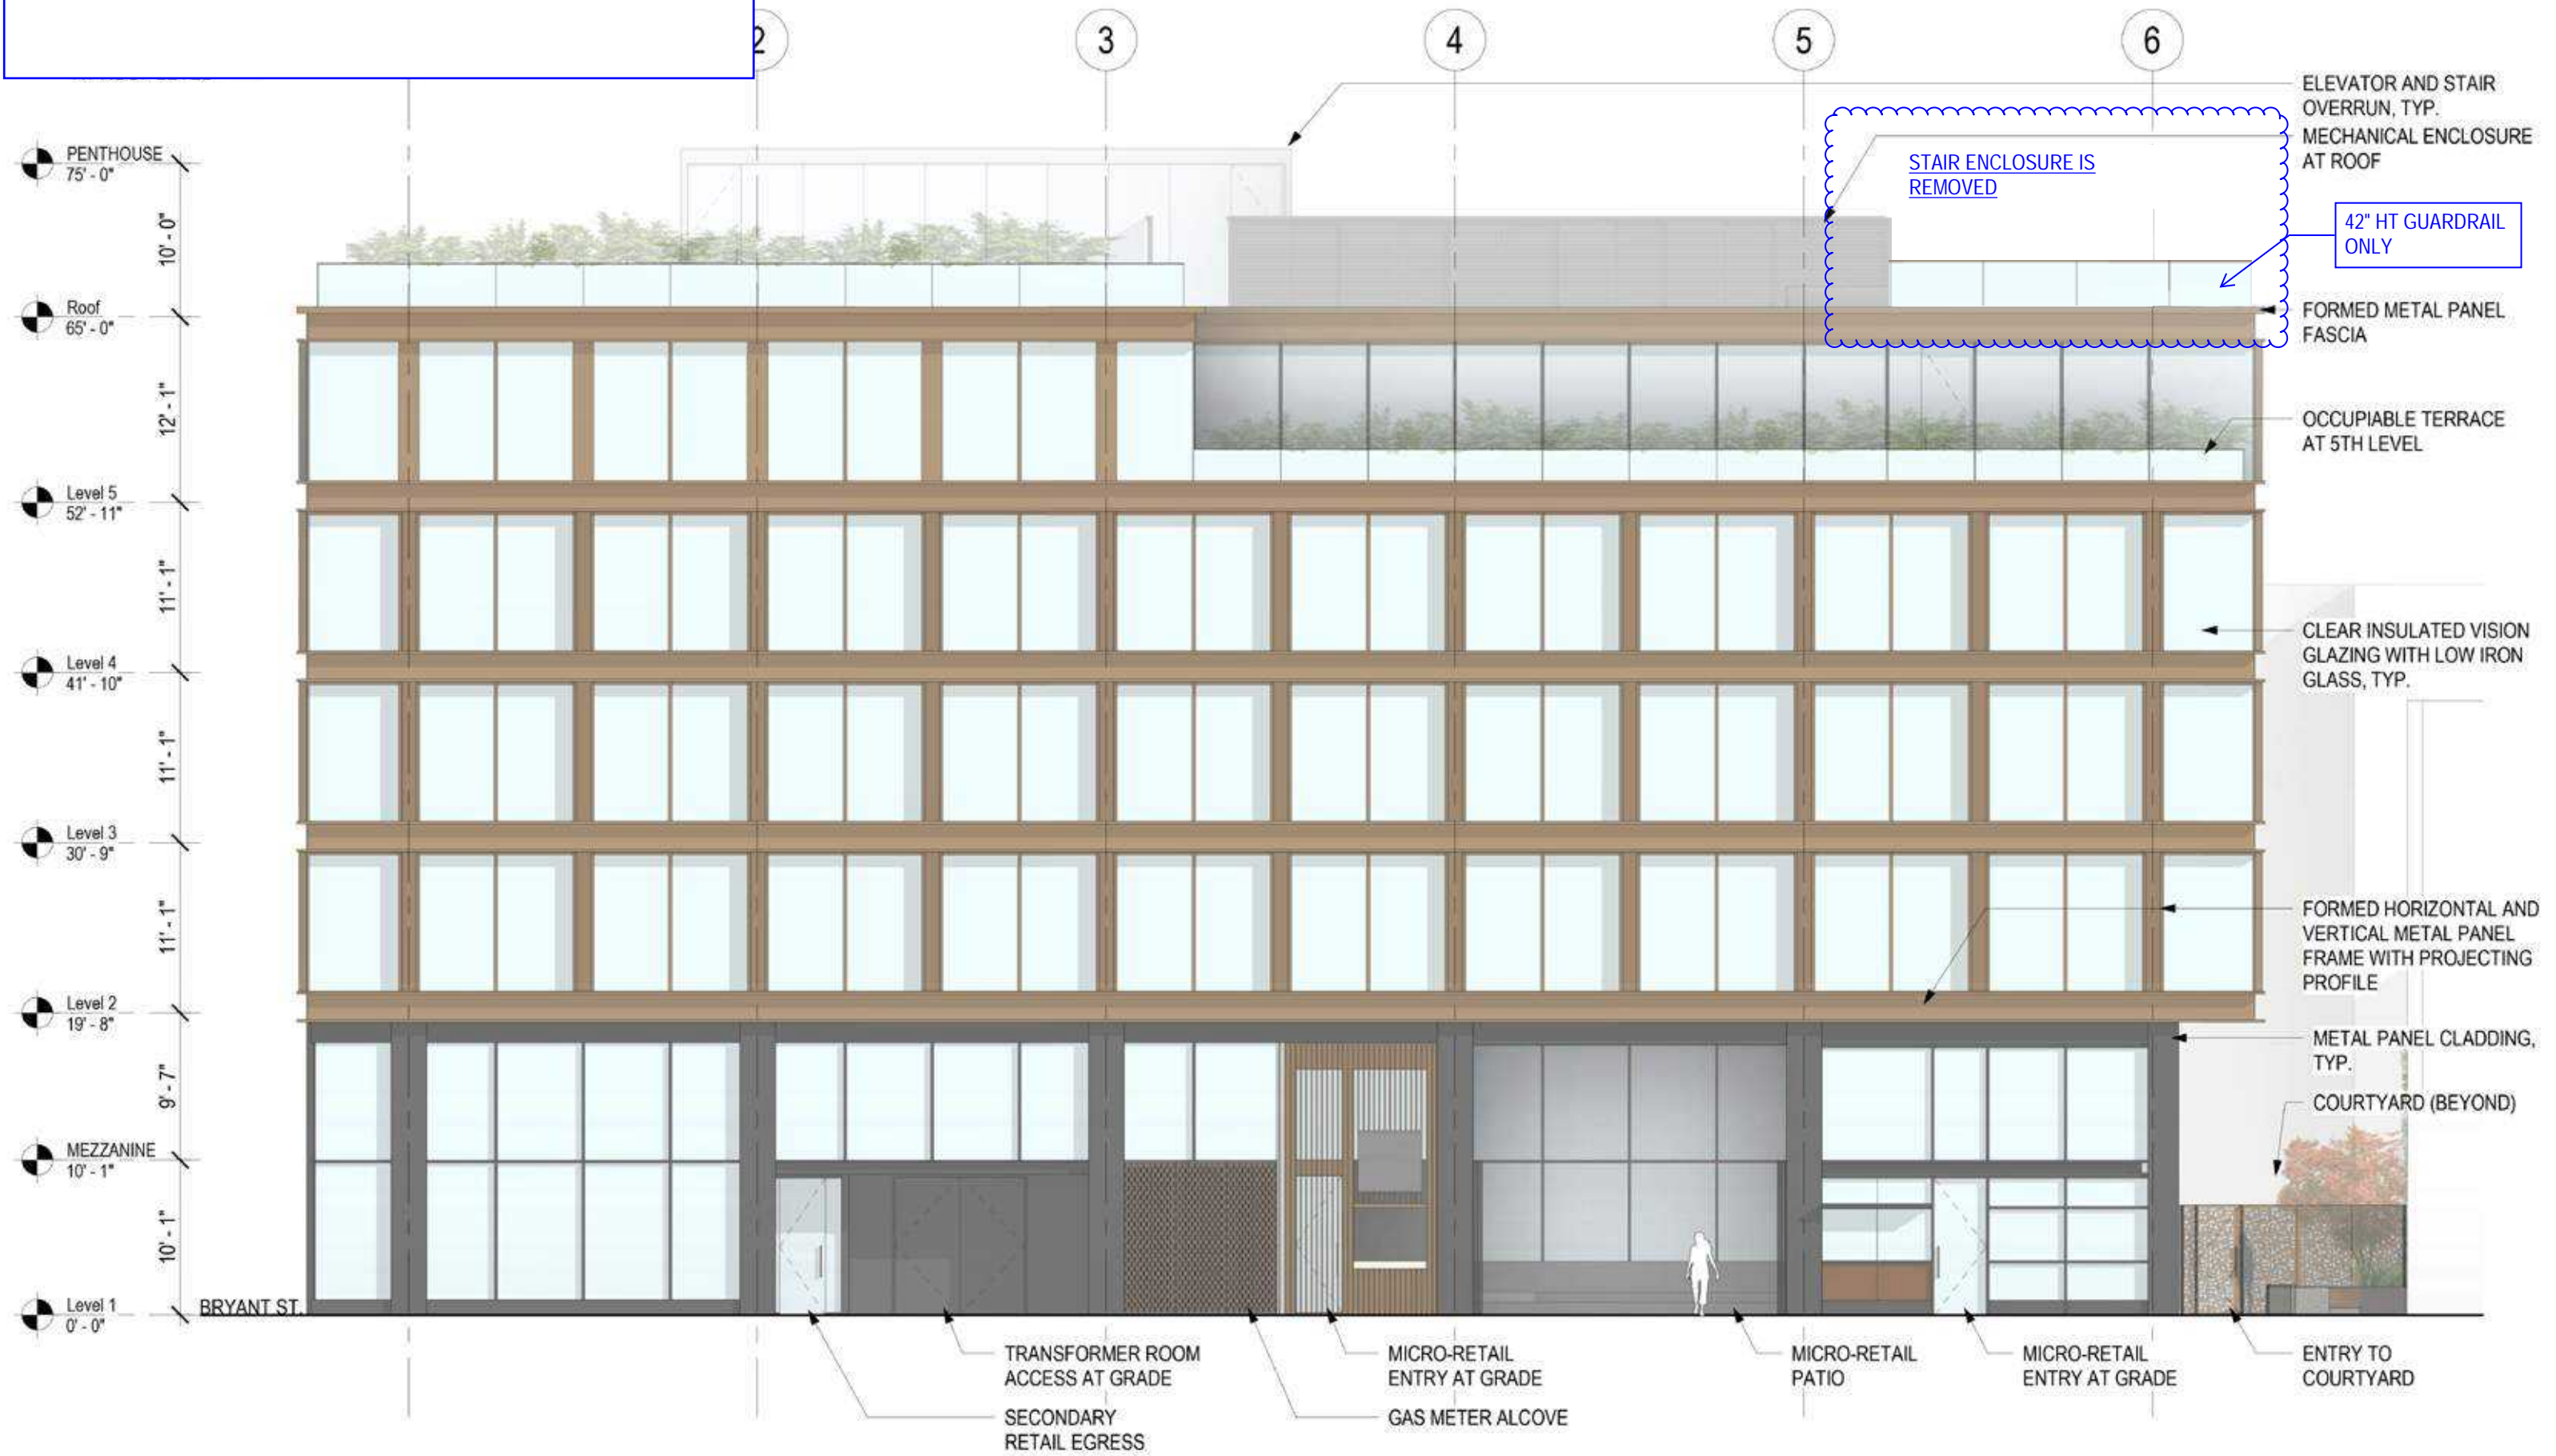 2
3
4
5
6
ELEVATOR AND STAIR
OVERRUN, TYP.
MECHANICAL ENCLOSURE
AT ROOF
STAIR ENCLOSURE IS
REMOVED
42" HT GUARDRAIL
ONLY
FORMED METAL PANEL
FASCIA
OCCUPIABLE TERRACE
AT 5TH LEVEL
CLEAR INSULATED VISION
GLAZING WITH LOW IRON
GLASS, TYP.
FORMED HORIZONTAL AND
VERTICAL METAL PANEL
FRAME WITH PROJECTING
PROFILE
METAL PANEL CLADDING,
TYP.
COURTYARD (BEYOND)
PENTHOUSE
75' - 0"
10' - 0"
Roof
65' - 0"
12' - 1"
Level 5
52' - 11"
11' - 1"
Level 4
41' - 10"
11' - 1"
Level 3
30' - 9"
11' - 1"
Level 2
19' - 8"
9' - 7"
MEZZANINE
10' - 1"
10' - 1"
Level 1
0' - 0"
BRYANT ST.
TRANSFORMER ROOM
ACCESS AT GRADE
SECONDARY
RETAIL EGRESS
MICRO-RETAIL
ENTRY AT GRADE
GAS METER ALCOVE
MICRO-RETAIL
PATIO
MICRO-RETAIL
ENTRY AT GRADE
ENTRY TO
COURTYARD